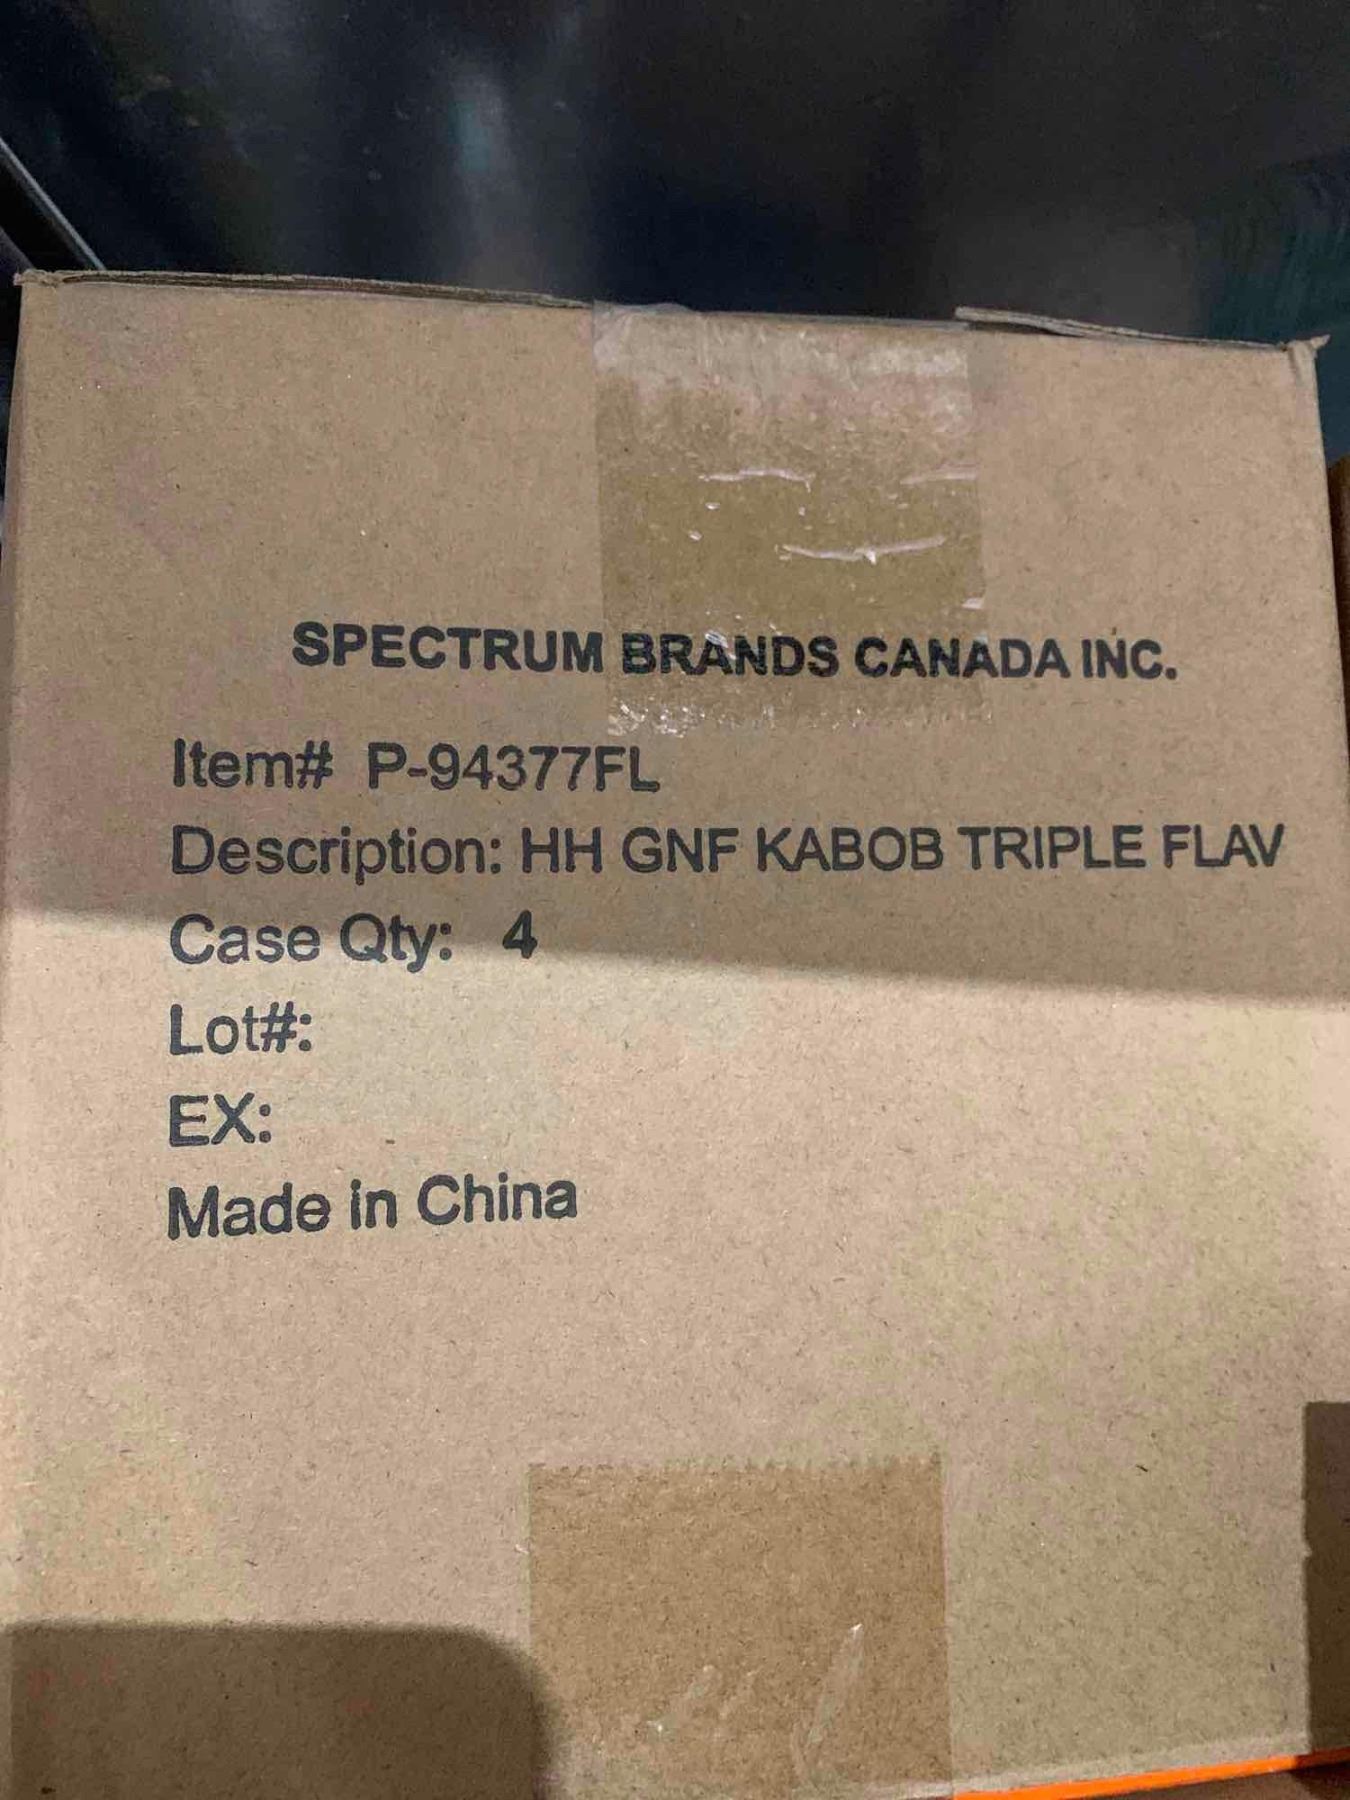 SPECTRUM BRANDS CANADA INC.
Item# P-94377FL
Description: HH GNF KABOB TRIPLE FLAV
Case Qty: 4
Lot#:
EX:
Made in China